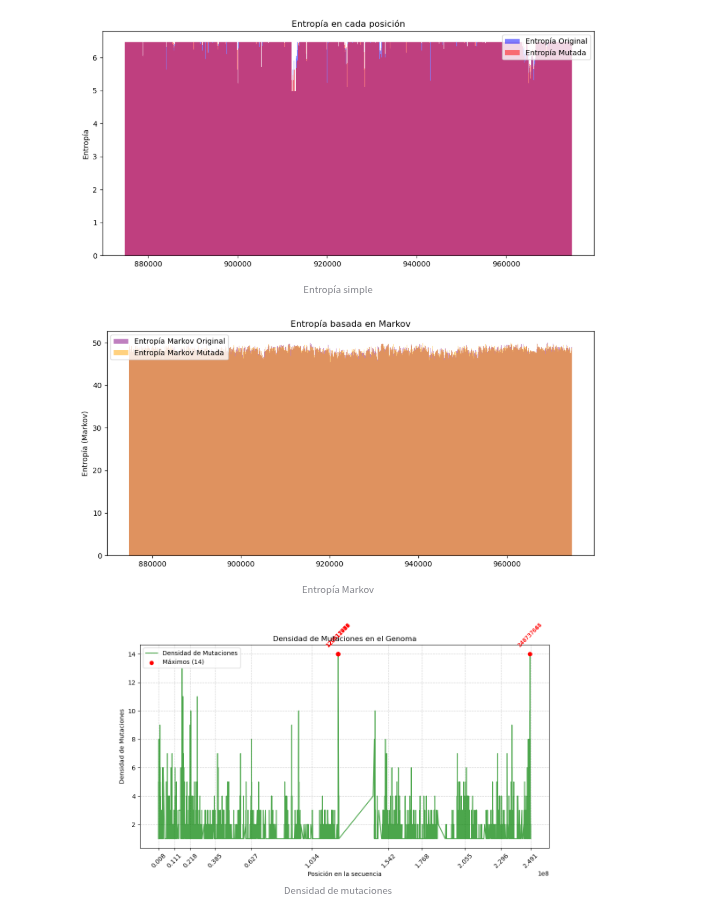 Entropía en cada posición
Entropía Original
Entropía Mutada
Entropía
6
5
4
3
2
1
0
880000
900000
920000
940000
960000
Entropía simple
Entropía basada en Markov
Entropía Markov Original
Entropía Markov Mutada
Entropía (Markov)
50
40
30
20
10
0
880000
900000
920000
940000
960000
Entropía Markov
Densidad de Mutaciones en el Genoma
Densidad de Mutaciones
Máximos (14)
Densidad de Mutaciones
14
12
10
8
6
4
2
0.008
0.111
0.218
0.385
0.627
1.034
1.542
1.768
2.055
2.296
2.491
1e8
Posición en la secuencia
Densidad de mutaciones